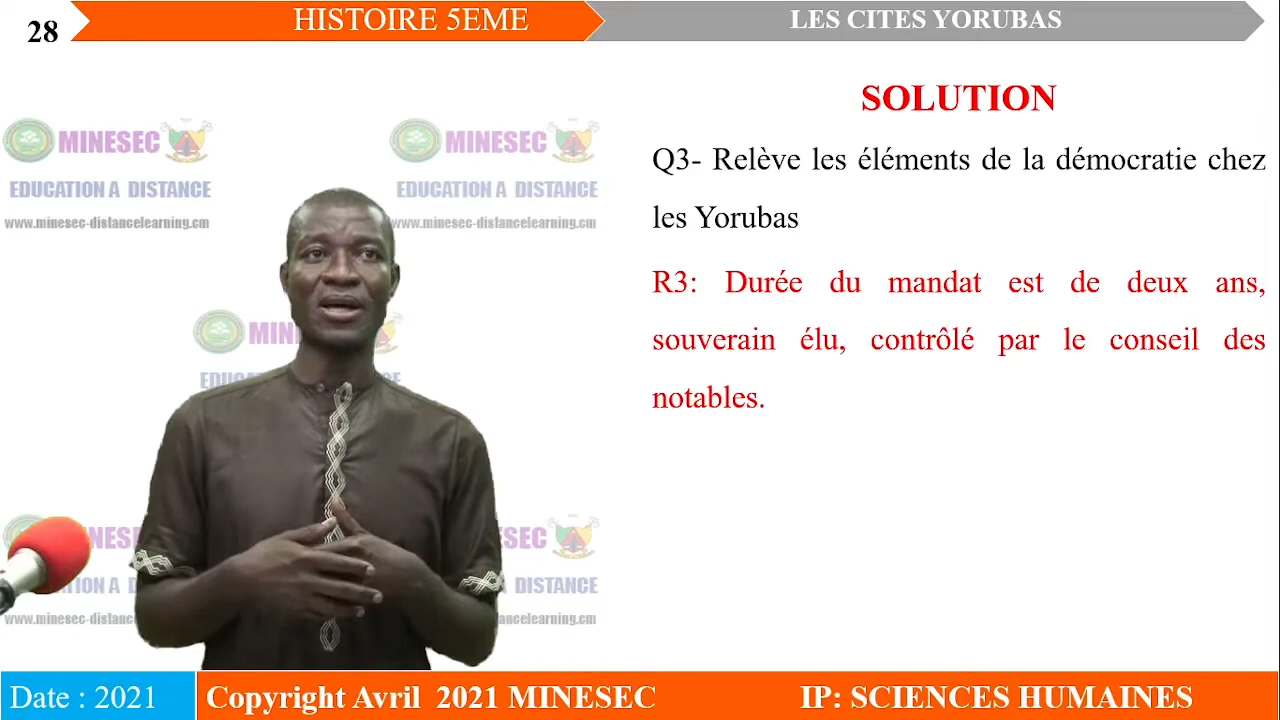 28
HISTOIRE 5EME
LES CITES YORUBAS
SOLUTION
Q3- Relève les éléments de la démocratie chez
les Yorubas
R3: Durée du mandat est de deux ans,
souverain élu, contrôlé par le conseil des
notables.
MINESEC
EDUCATION A DISTANCE
www.minesec-distancelearning.cm
MINESEC
EDUCATION A DISTANCE
www.minesec-distancelearning.cm
Date : 2021
Copyright Avril 2021 MINESEC
IP: SCIENCES HUMAINES